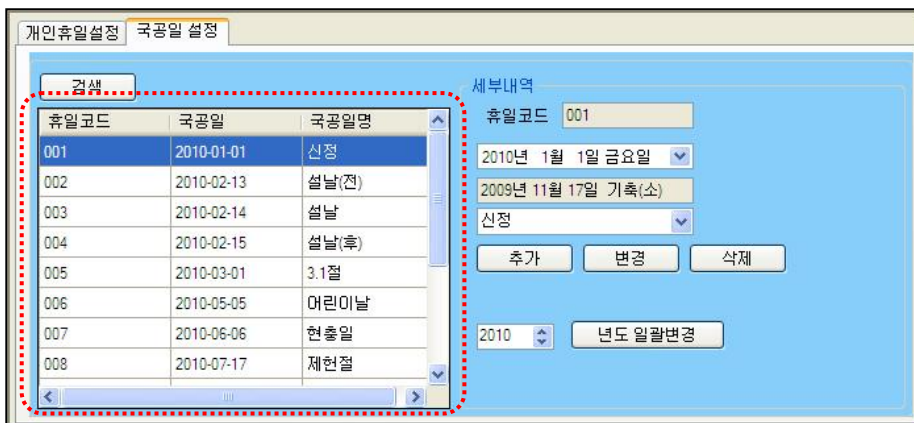 개인휴일설정 국공일 설정
검색
휴일코드 국공일 국공일명
001 2010-01-01 신정
002 2010-02-13 설날(전)
003 2010-02-14 설날
004 2010-02-15 설날(후)
005 2010-03-01 3.1절
006 2010-05-05 어린이날
007 2010-06-06 현충일
008 2010-07-17 제헌절
세부내역
휴일코드 001
2010년 1월 1일 금요일
2009년 11월 17일 기축(소)
신정
추가 변경 삭제
2010 년도 일괄변경